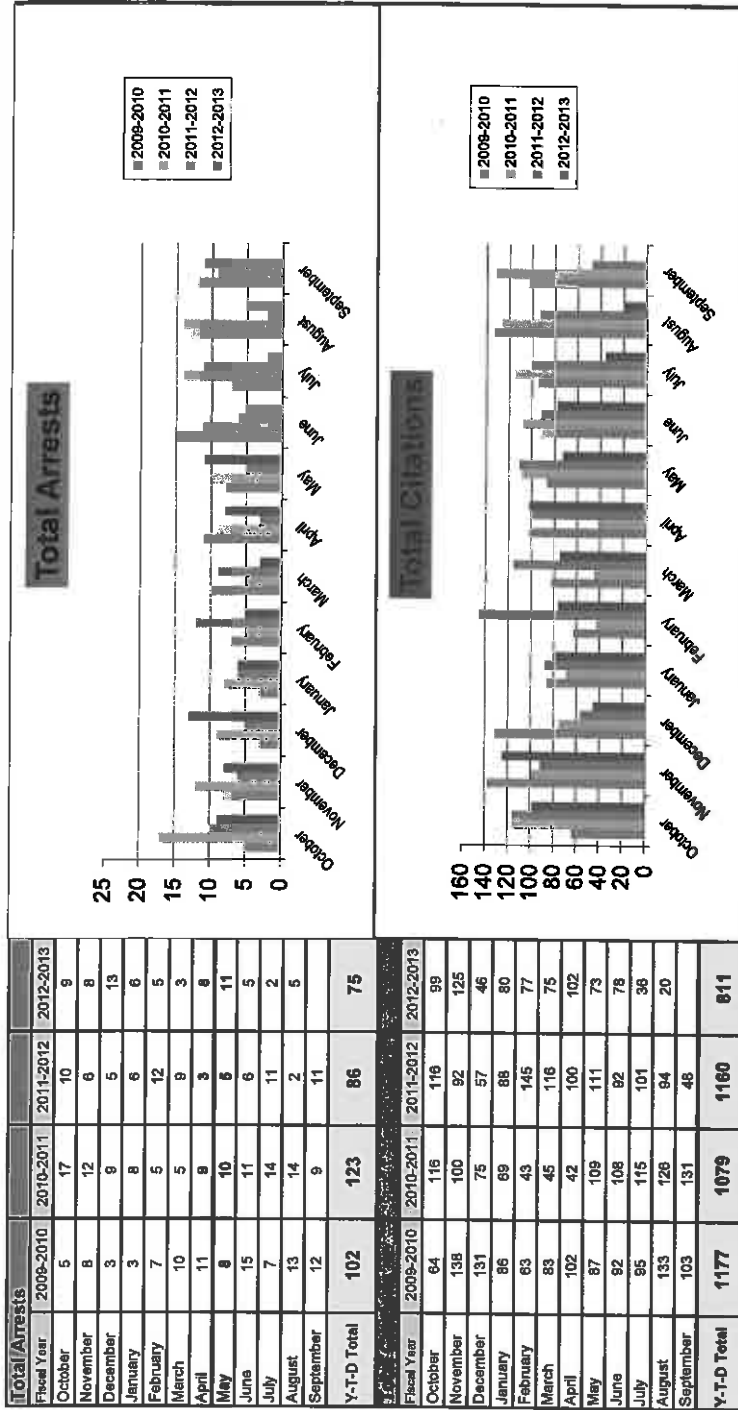 Total Arrests
Fiscal Year 2009-2010 2010-2011 2011-2012 2012-2013
October 5 17 10 9
November 8 12 6 8
December 3 9 5 13
January 3 8 6 6
February 7 5 12 5
March 10 5 9 3
April 11 9 3 8
May 8 10 5 11
June 15 11 6 5
July 7 14 11 2
August 13 14 2 5
September 12 9 11
Y-T-D Total 102 123 86 75
Total Arrests
25
20
15
10
5
0
October November December January February March April May June July August September
2009-2010
2010-2011
2011-2012
2012-2013
Fiscal Year 2009-2010 2010-2011 2011-2012 2012-2013
October 64 116 116 99
November 138 100 92 125
December 131 75 57 46
January 86 69 88 80
February 63 43 145 77
March 83 45 116 75
April 102 42 100 102
May 87 109 111 73
June 92 108 92 78
July 95 115 101 36
August 133 126 94 20
September 103 131 48
Y-T-D Total 1177 1079 1160 811
Total Citations
160
140
120
100
80
60
40
20
0
October November December January February March April May June July August September
2009-2010
2010-2011
2011-2012
2012-2013